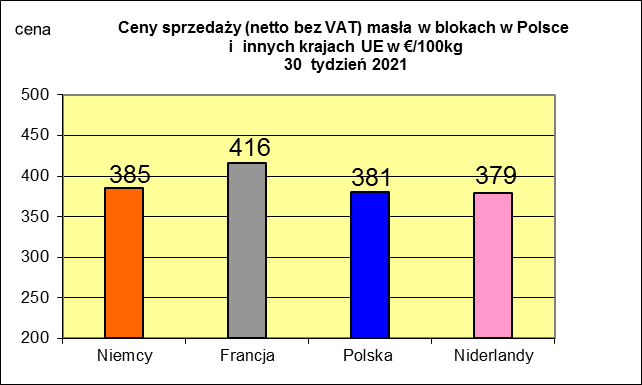 cena
Ceny sprzedaży (netto bez VAT) masła w blokach w Polsce
i innych krajach UE w €/100kg
30 tydzień 2021
500
450
400
350
300
250
200
385
416
381
379
Niemcy
Francja
Polska
Niderlandy